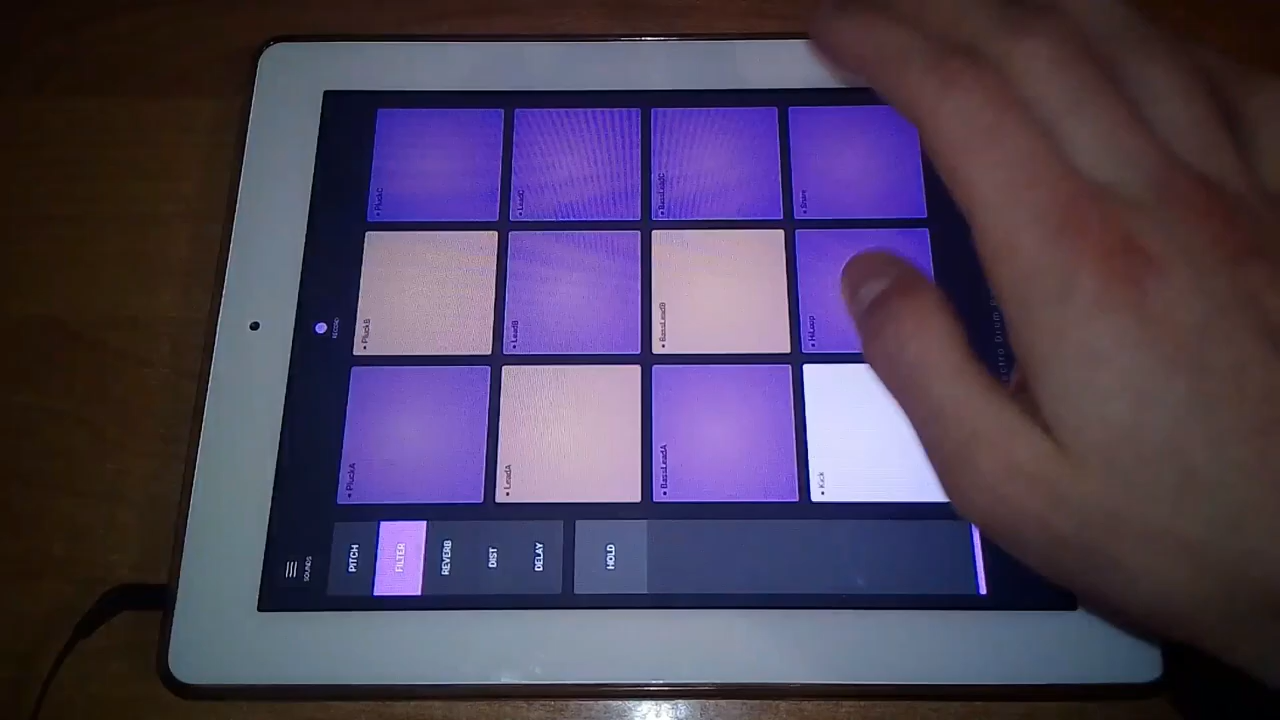 PluckC
LeadC
BassLeadC
Snare
PluckB
LeadB
BassLeadB
HiLoop
RECORD
PluckA
LeadA
BassLeadA
Kick
SOUNDS
PITCH
FILTER
REVERB
DIST
DELAY
HOLD